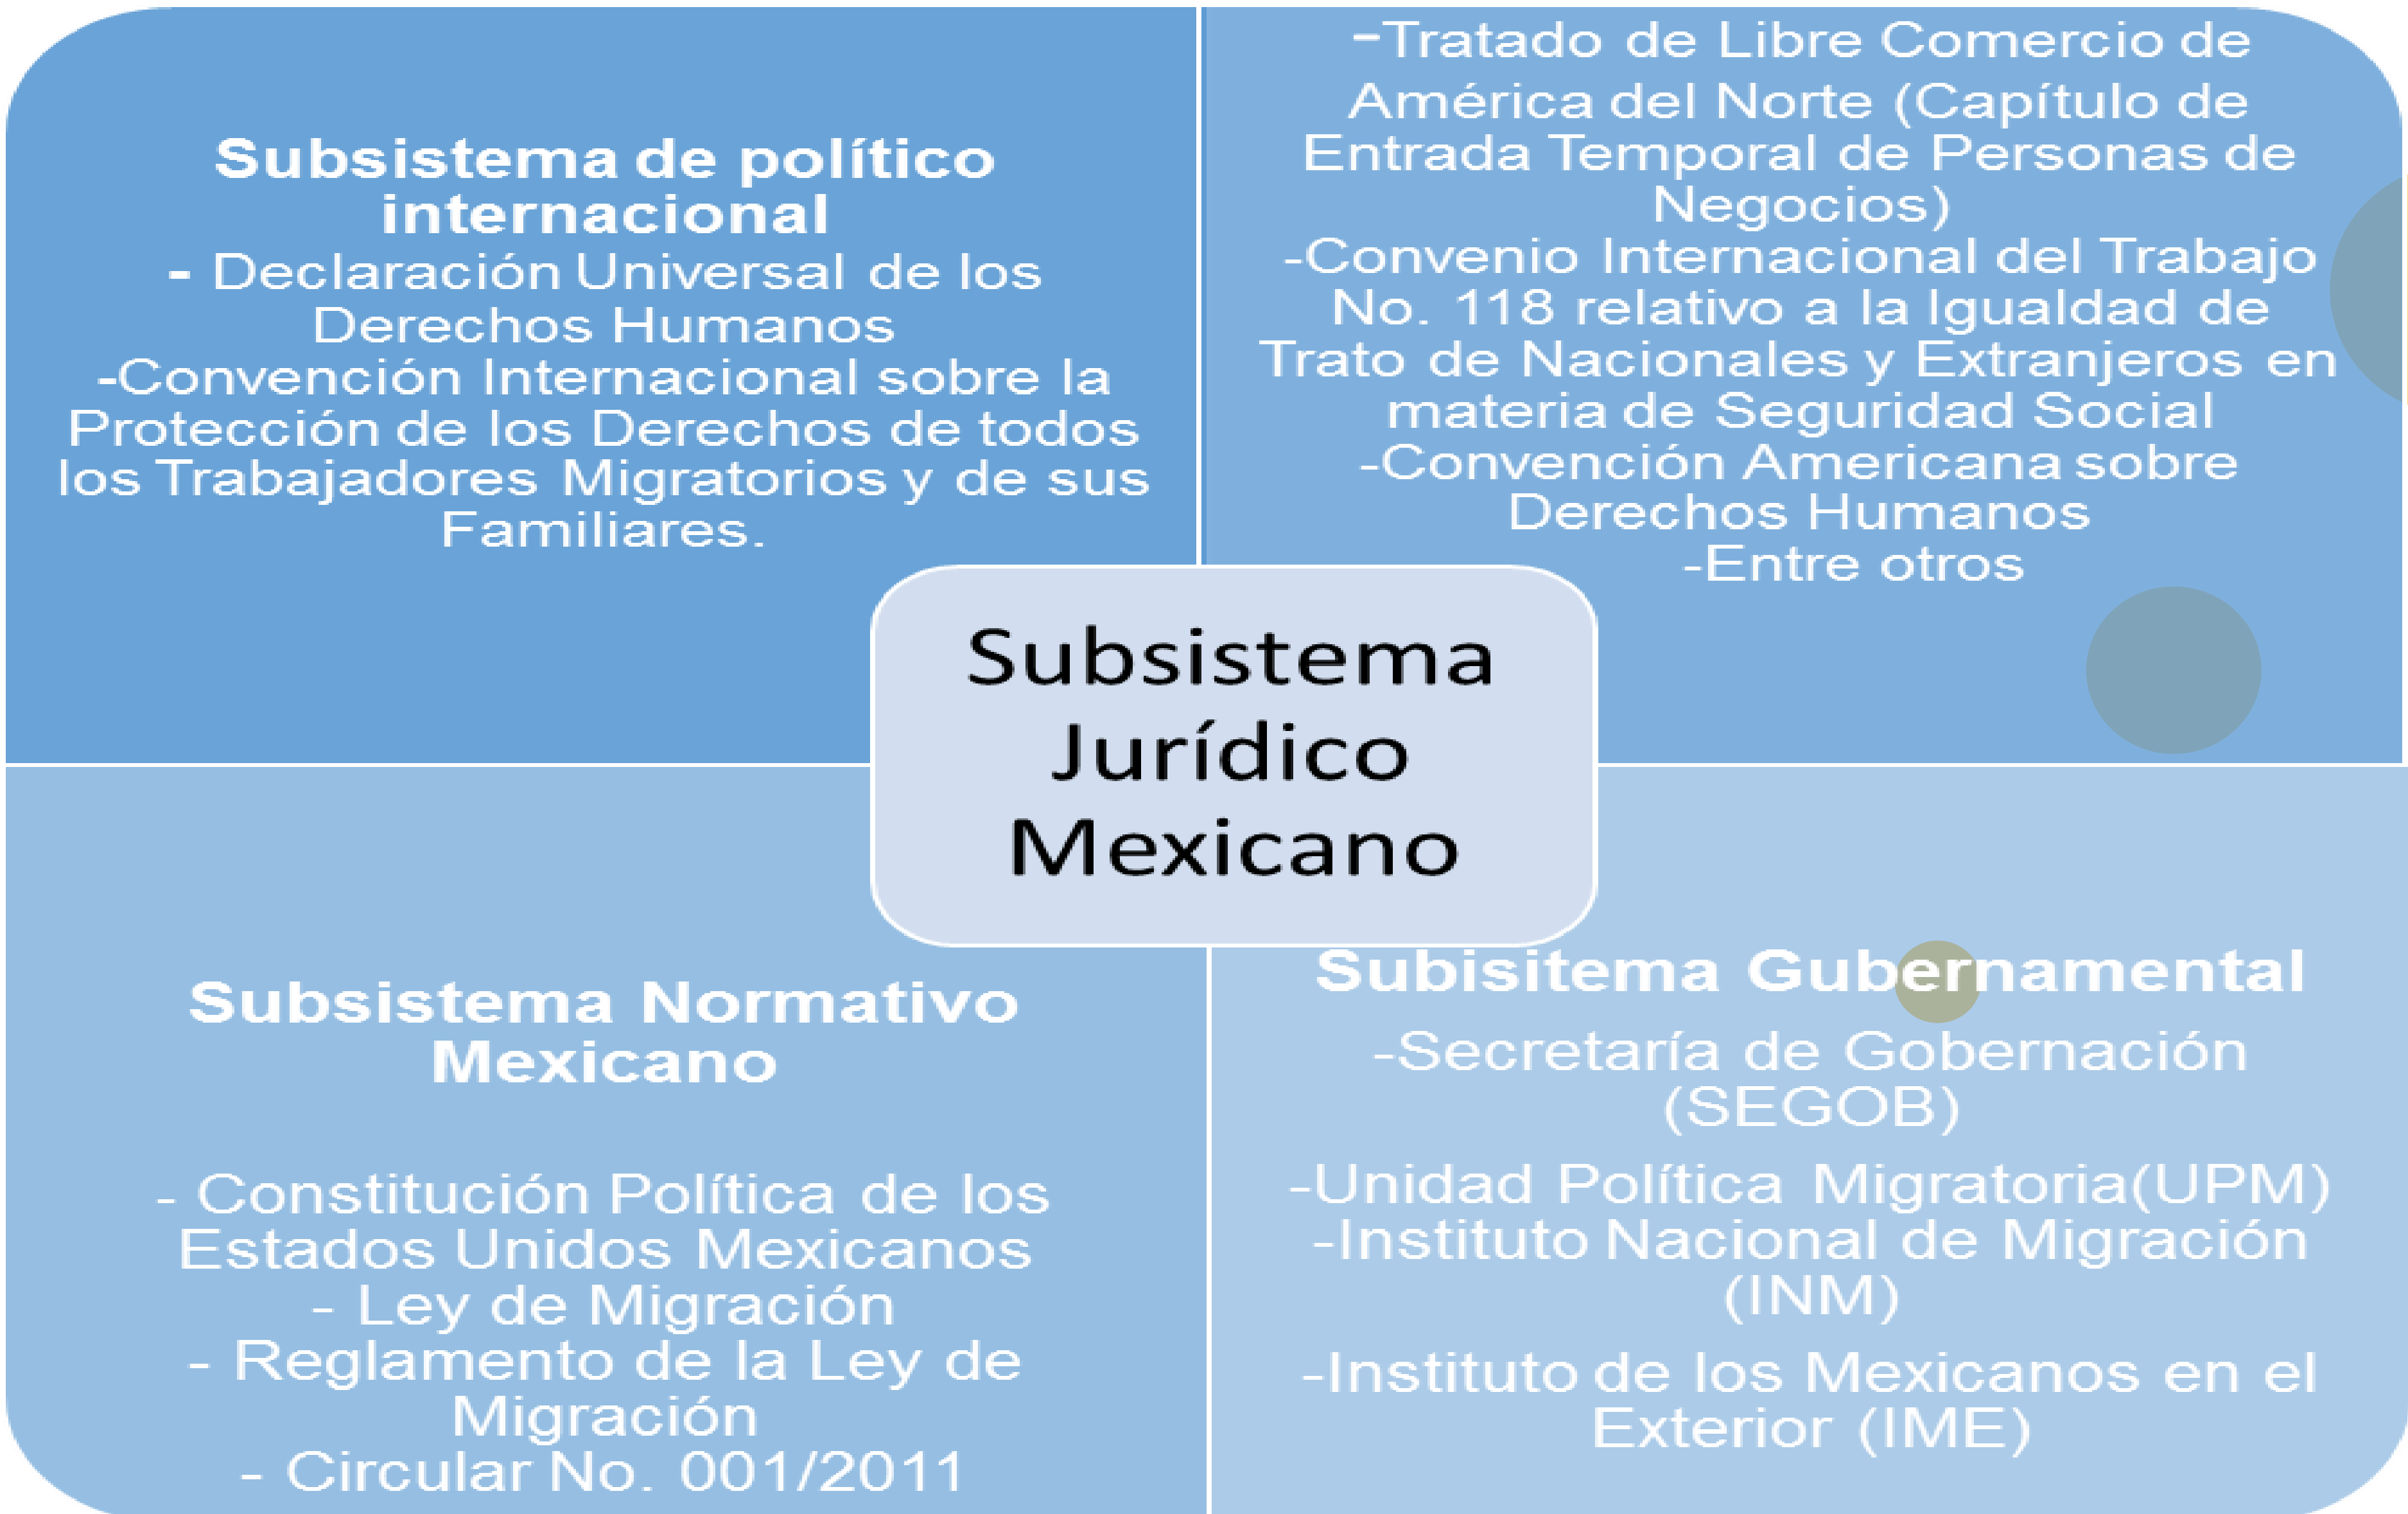 Subsistema de político
internacional
- Declaración Universal de los
Derechos Humanos
-Convención Internacional sobre la
Protección de los Derechos de todos
los Trabajadores Migratorios y de sus
Familiares.
-Tratado de Libre Comercio de
América del Norte (Capítulo de
Entrada Temporal de Personas de
Negocios)
-Convenio Internacional del Trabajo
No. 118 relativo a la Igualdad de
Trato de Nacionales y Extranjeros en
materia de Seguridad Social
-Convención Americana sobre
Derechos Humanos
-Entre otros
Subsistema
Jurídico
Mexicano
Subsistema Normativo
Mexicano
- Constitución Política de los
Estados Unidos Mexicanos
- Ley de Migración
- Reglamento de la Ley de
Migración
- Circular No. 001/2011
Subisitema Gubernamental
-Secretaría de Gobernación
(SEGOB)
-Unidad Política Migratoria(UPM)
-Instituto Nacional de Migración
(INM)
-Instituto de los Mexicanos en el
Exterior (IME)